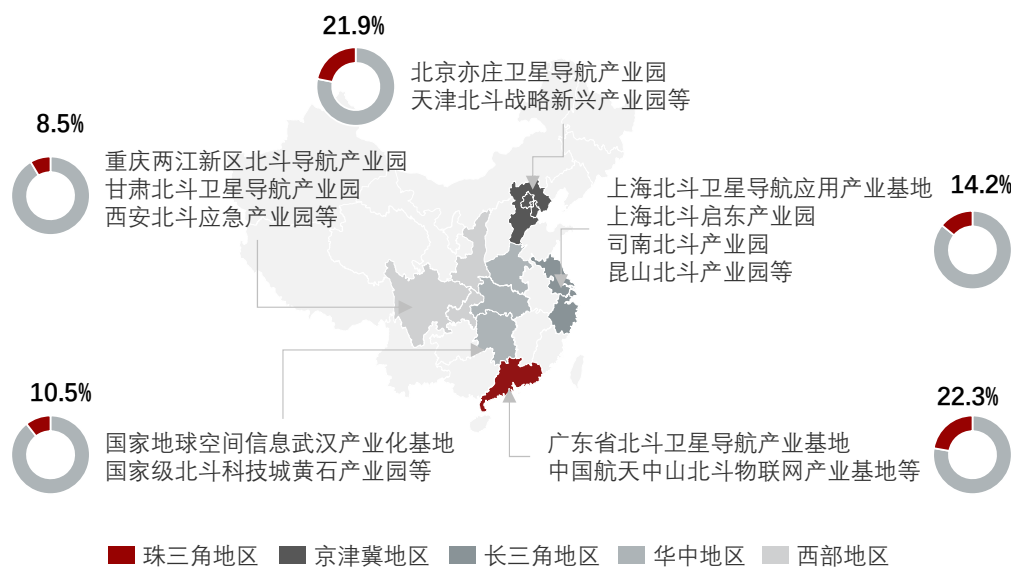 21.9%
北京亦庄卫星导航产业园
天津北斗战略新兴产业园等
8.5%
重庆两江新区北斗导航产业园
甘肃北斗卫星导航产业园
西安北斗应急产业园等
14.2%
上海北斗卫星导航应用产业基地
上海北斗启东产业园
司南北斗产业园
昆山北斗产业园等
10.5%
国家地球空间信息武汉产业化基地
国家级北斗科技城黄石产业园等
22.3%
广东省北斗卫星导航产业基地
中国航天中山北斗物联网产业基地等
珠三角地区
京津冀地区
长三角地区
华中地区
西部地区